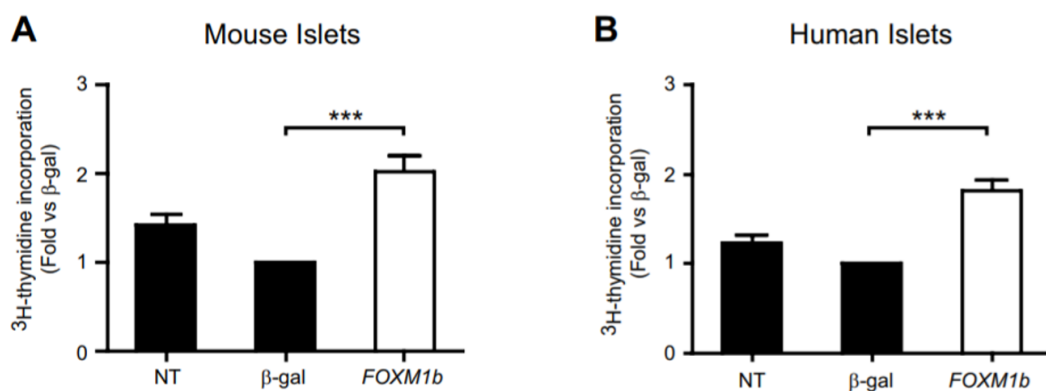 A
Mouse Islets
³H-thymidine incorporation
(Fold vs β-gal)
3
2
1
0
***
NT
β-gal
FOXM1b
B
Human Islets
³H-thymidine incorporation
(Fold vs β-gal)
3
2
1
0
***
NT
β-gal
FOXM1b